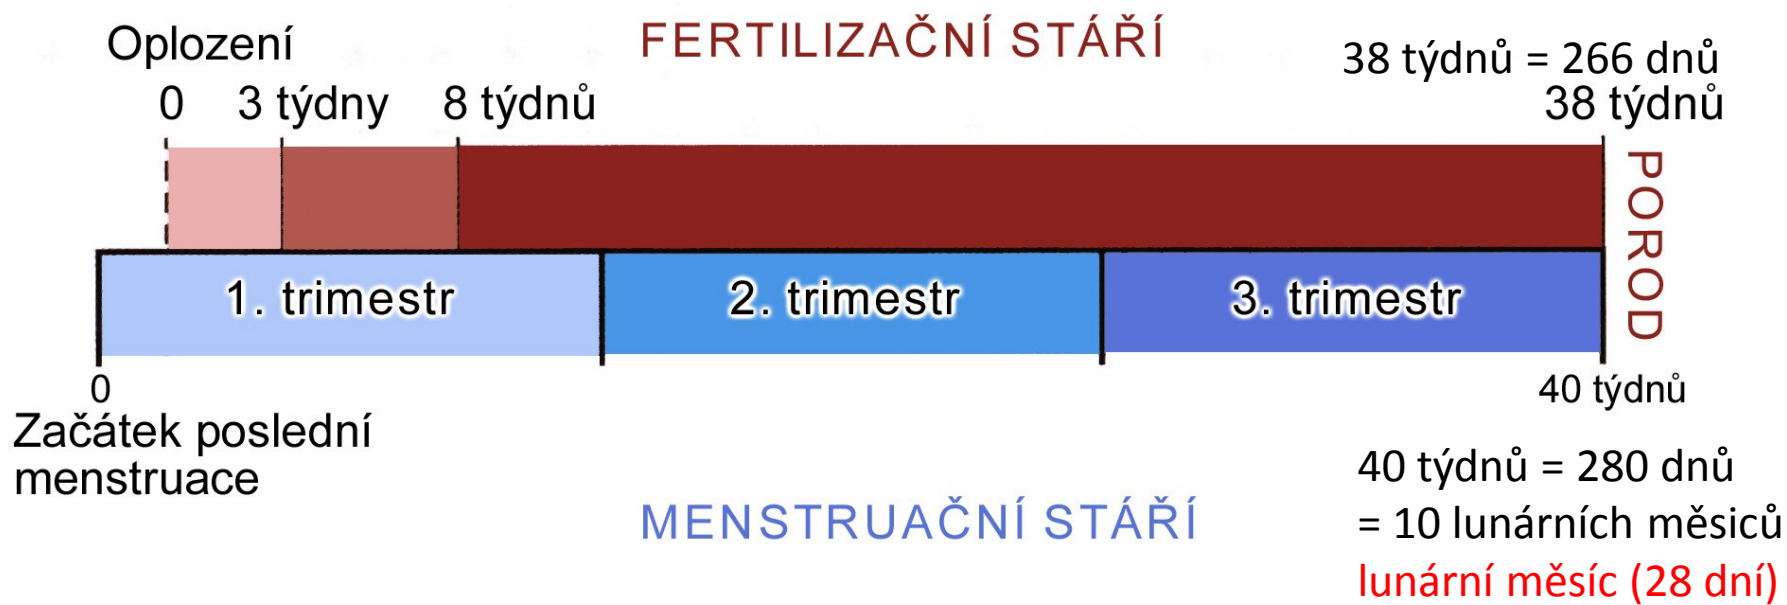 Oplození
FERTILIZAČNÍ STÁŘÍ
38 týdnů = 266 dnů
0 3 týdny 8 týdnů
38 týdnů
POROD
1. trimestr 2. trimestr 3. trimestr
0
40 týdnů
Začátek poslední
menstruace
40 týdnů = 280 dnů
= 10 lunárních měsiců
MENSTRUAČNÍ STÁŘÍ
lunární měsíc (28 dní)